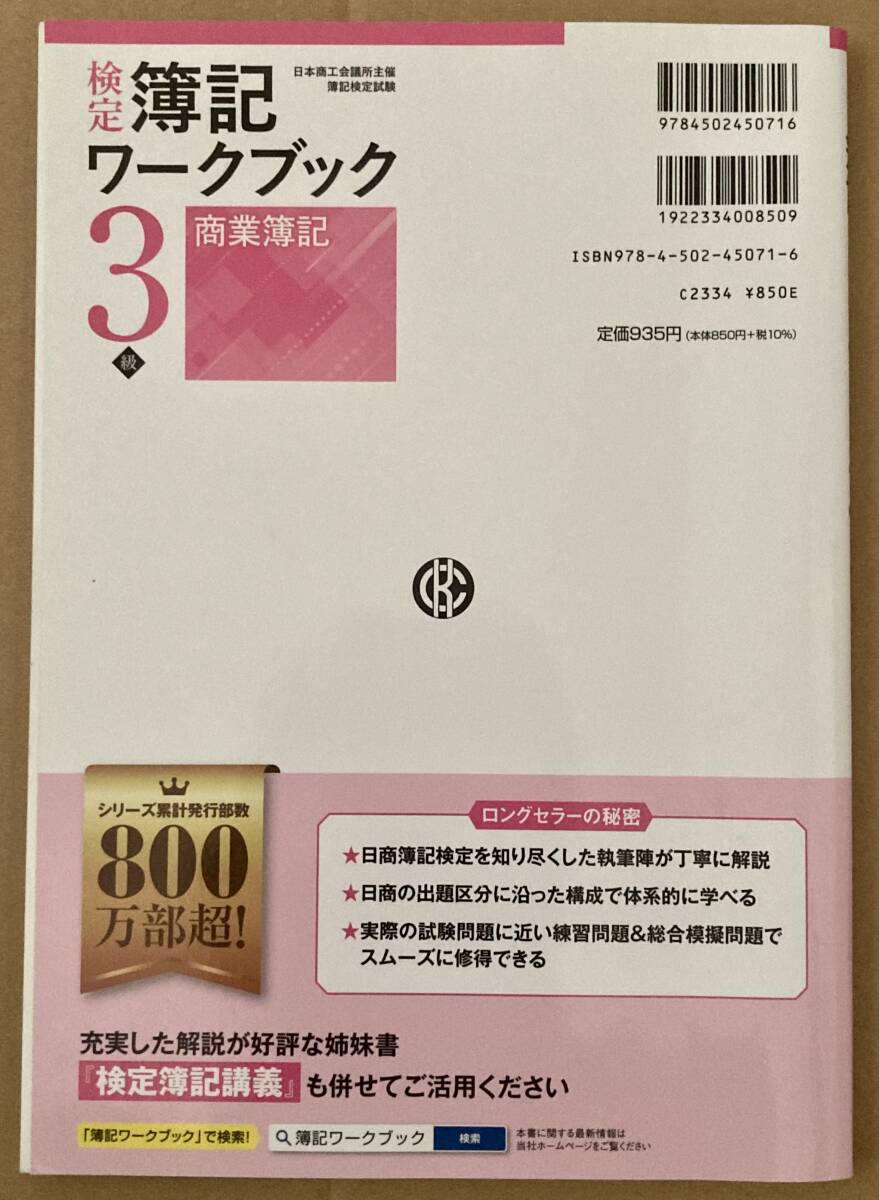 検定
簿記
日本商工会議所主催
簿記検定試験
ワークブック
3
級
商業簿記
9784502450716
1922334008509
ISBN978-4-502-45071-6
C2334 ¥850E
定価935円(本体850円+税10%)
シリーズ累計発行部数
800
万部超!
ロングセラーの秘密
★日商簿記検定を知り尽くした執筆陣が丁寧に解説
★日商の出題区分に沿った構成で体系的に学べる
★実際の試験問題に近い練習問題&総合模擬問題で
スムーズに修得できる
充実した解説が好評な姉妹書
『検定簿記講義』も併せてご活用ください
「簿記ワークブック」で検索!
簿記ワークブック
検索
本書に関する最新情報は
当社ホームページをご覧ください